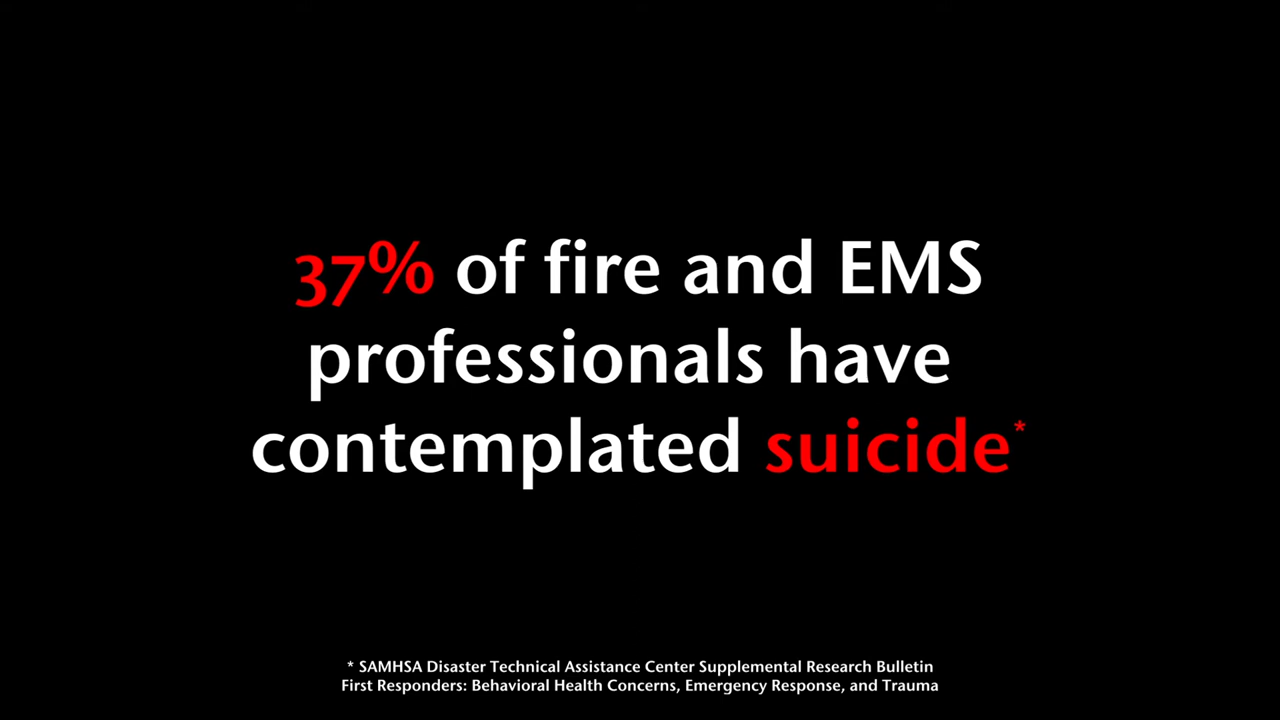 37% of fire and EMS
professionals have
contemplated suicide*
* SAMHSA Disaster Technical Assistance Center Supplemental Research Bulletin
First Responders: Behavioral Health Concerns, Emergency Response, and Trauma